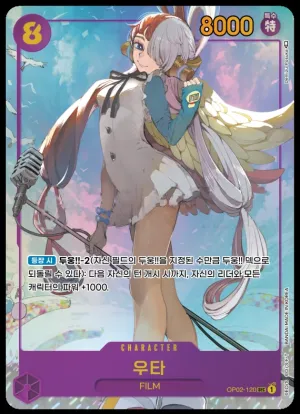 8
8000
특수
特
등장 시 두웅!!-2(자신 필드의 두웅!!을 지정된 수만큼 두웅!! 덱으로
되돌릴 수 있다): 다음 자신의 턴 개시 시까지, 자신의 리더와 모든
캐릭터의 파워 +1000.
CHARACTER
우타
FILM
OP02-120 SEC 1